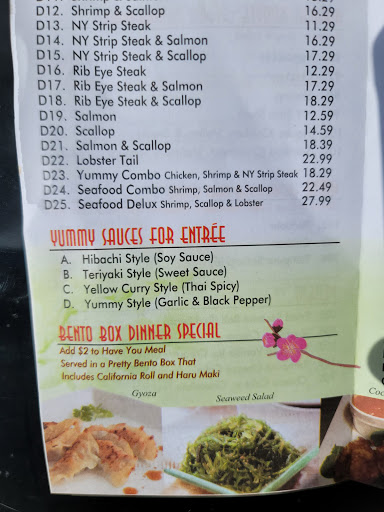 D12. Shrimp & Scallop 16.29
D13. NY Strip Steak 11.29
D14. NY Strip Steak & Salmon 16.29
D15. NY Strip Steak & Scallop 17.29
D16. Rib Eye Steak 12.29
D17. Rib Eye Steak & Salmon 17.29
D18. Rib Eye Steak & Scallop 18.29
D19. Salmon 12.59
D20. Scallop 14.59
D21. Salmon & Scallop 18.39
D22. Lobster Tail 22.99
D23. Yummy Combo Chicken, Shrimp & NY Strip Steak 18.29
D24. Seafood Combo Shrimp, Salmon & Scallop 22.49
D25. Seafood Delux Shrimp, Scallop & Lobster 27.99
YUMMY SAUCES FOR ENTRÉE
A. Hibachi Style (Soy Sauce)
B. Teriyaki Style (Sweet Sauce)
C. Yellow Curry Style (Thai Spicy)
D. Yummy Style (Garlic & Black Pepper)
BENTO BOX DINNER SPECIAL
Add $2 to Have You Meal
Served in a Pretty Bento Box That
Includes California Roll and Haru Maki
Gyoza
Seaweed Salad